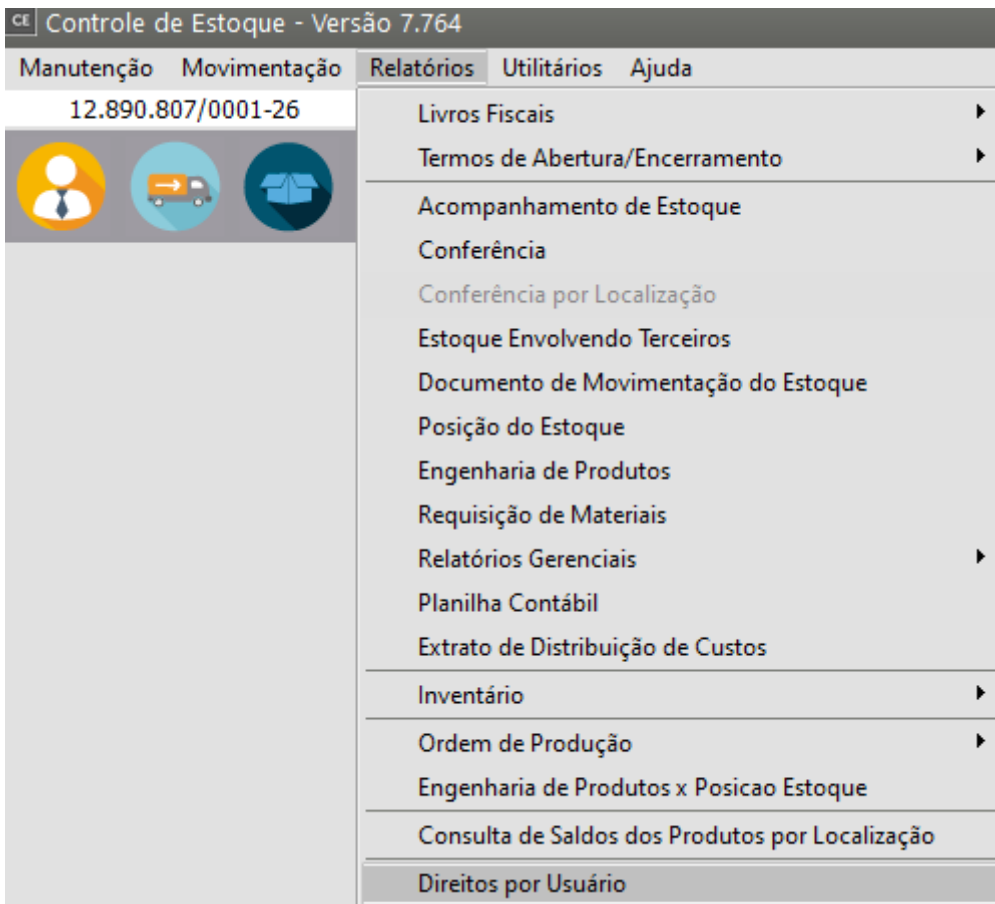 CE Controle de Estoque - Versão 7.764
Manutenção Movimentação Relatórios Utilitários Ajuda
12.890.807/0001-26
Livros Fiscais
Termos de Abertura/Encerramento
Acompanhamento de Estoque
Conferência
Conferência por Localização
Estoque Envolvendo Terceiros
Documento de Movimentação do Estoque
Posição do Estoque
Engenharia de Produtos
Requisição de Materiais
Relatórios Gerenciais
Planilha Contábil
Extrato de Distribuição de Custos
Inventário
Ordem de Produção
Engenharia de Produtos x Posicao Estoque
Consulta de Saldos dos Produtos por Localização
Direitos por Usuário